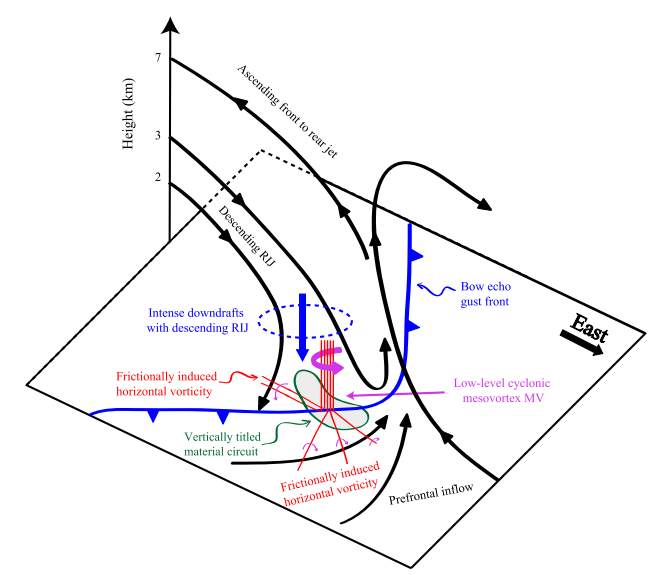 7
Ascending front to rear jet
Height (km)
3
2
Descending RIJ
Bow echo
gust front
Intense downdrafts
with descending RIJ
East
Frictionally induced
horizontal vorticity
Low-level cyclonic
mesovortex MV
Vertically titled
material circuit
Frictionally induced
horizontal vorticity
Prefrontal inflow